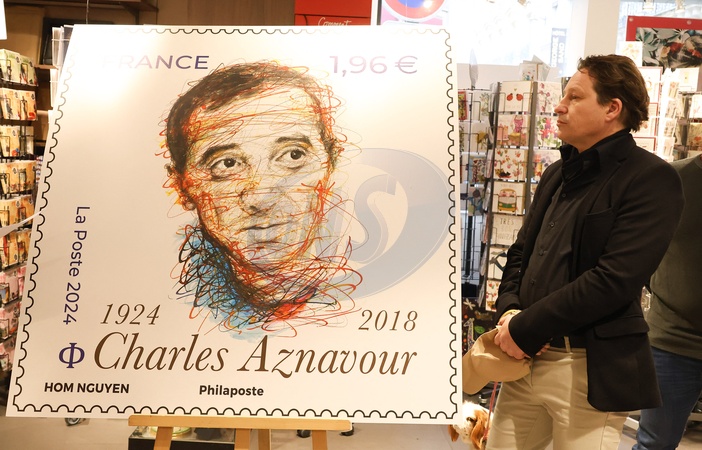 FRANCE
1,96 €
La Poste 2024
1924
2018
Φ Charles Aznavour
HOM NGUYEN
Philaposte